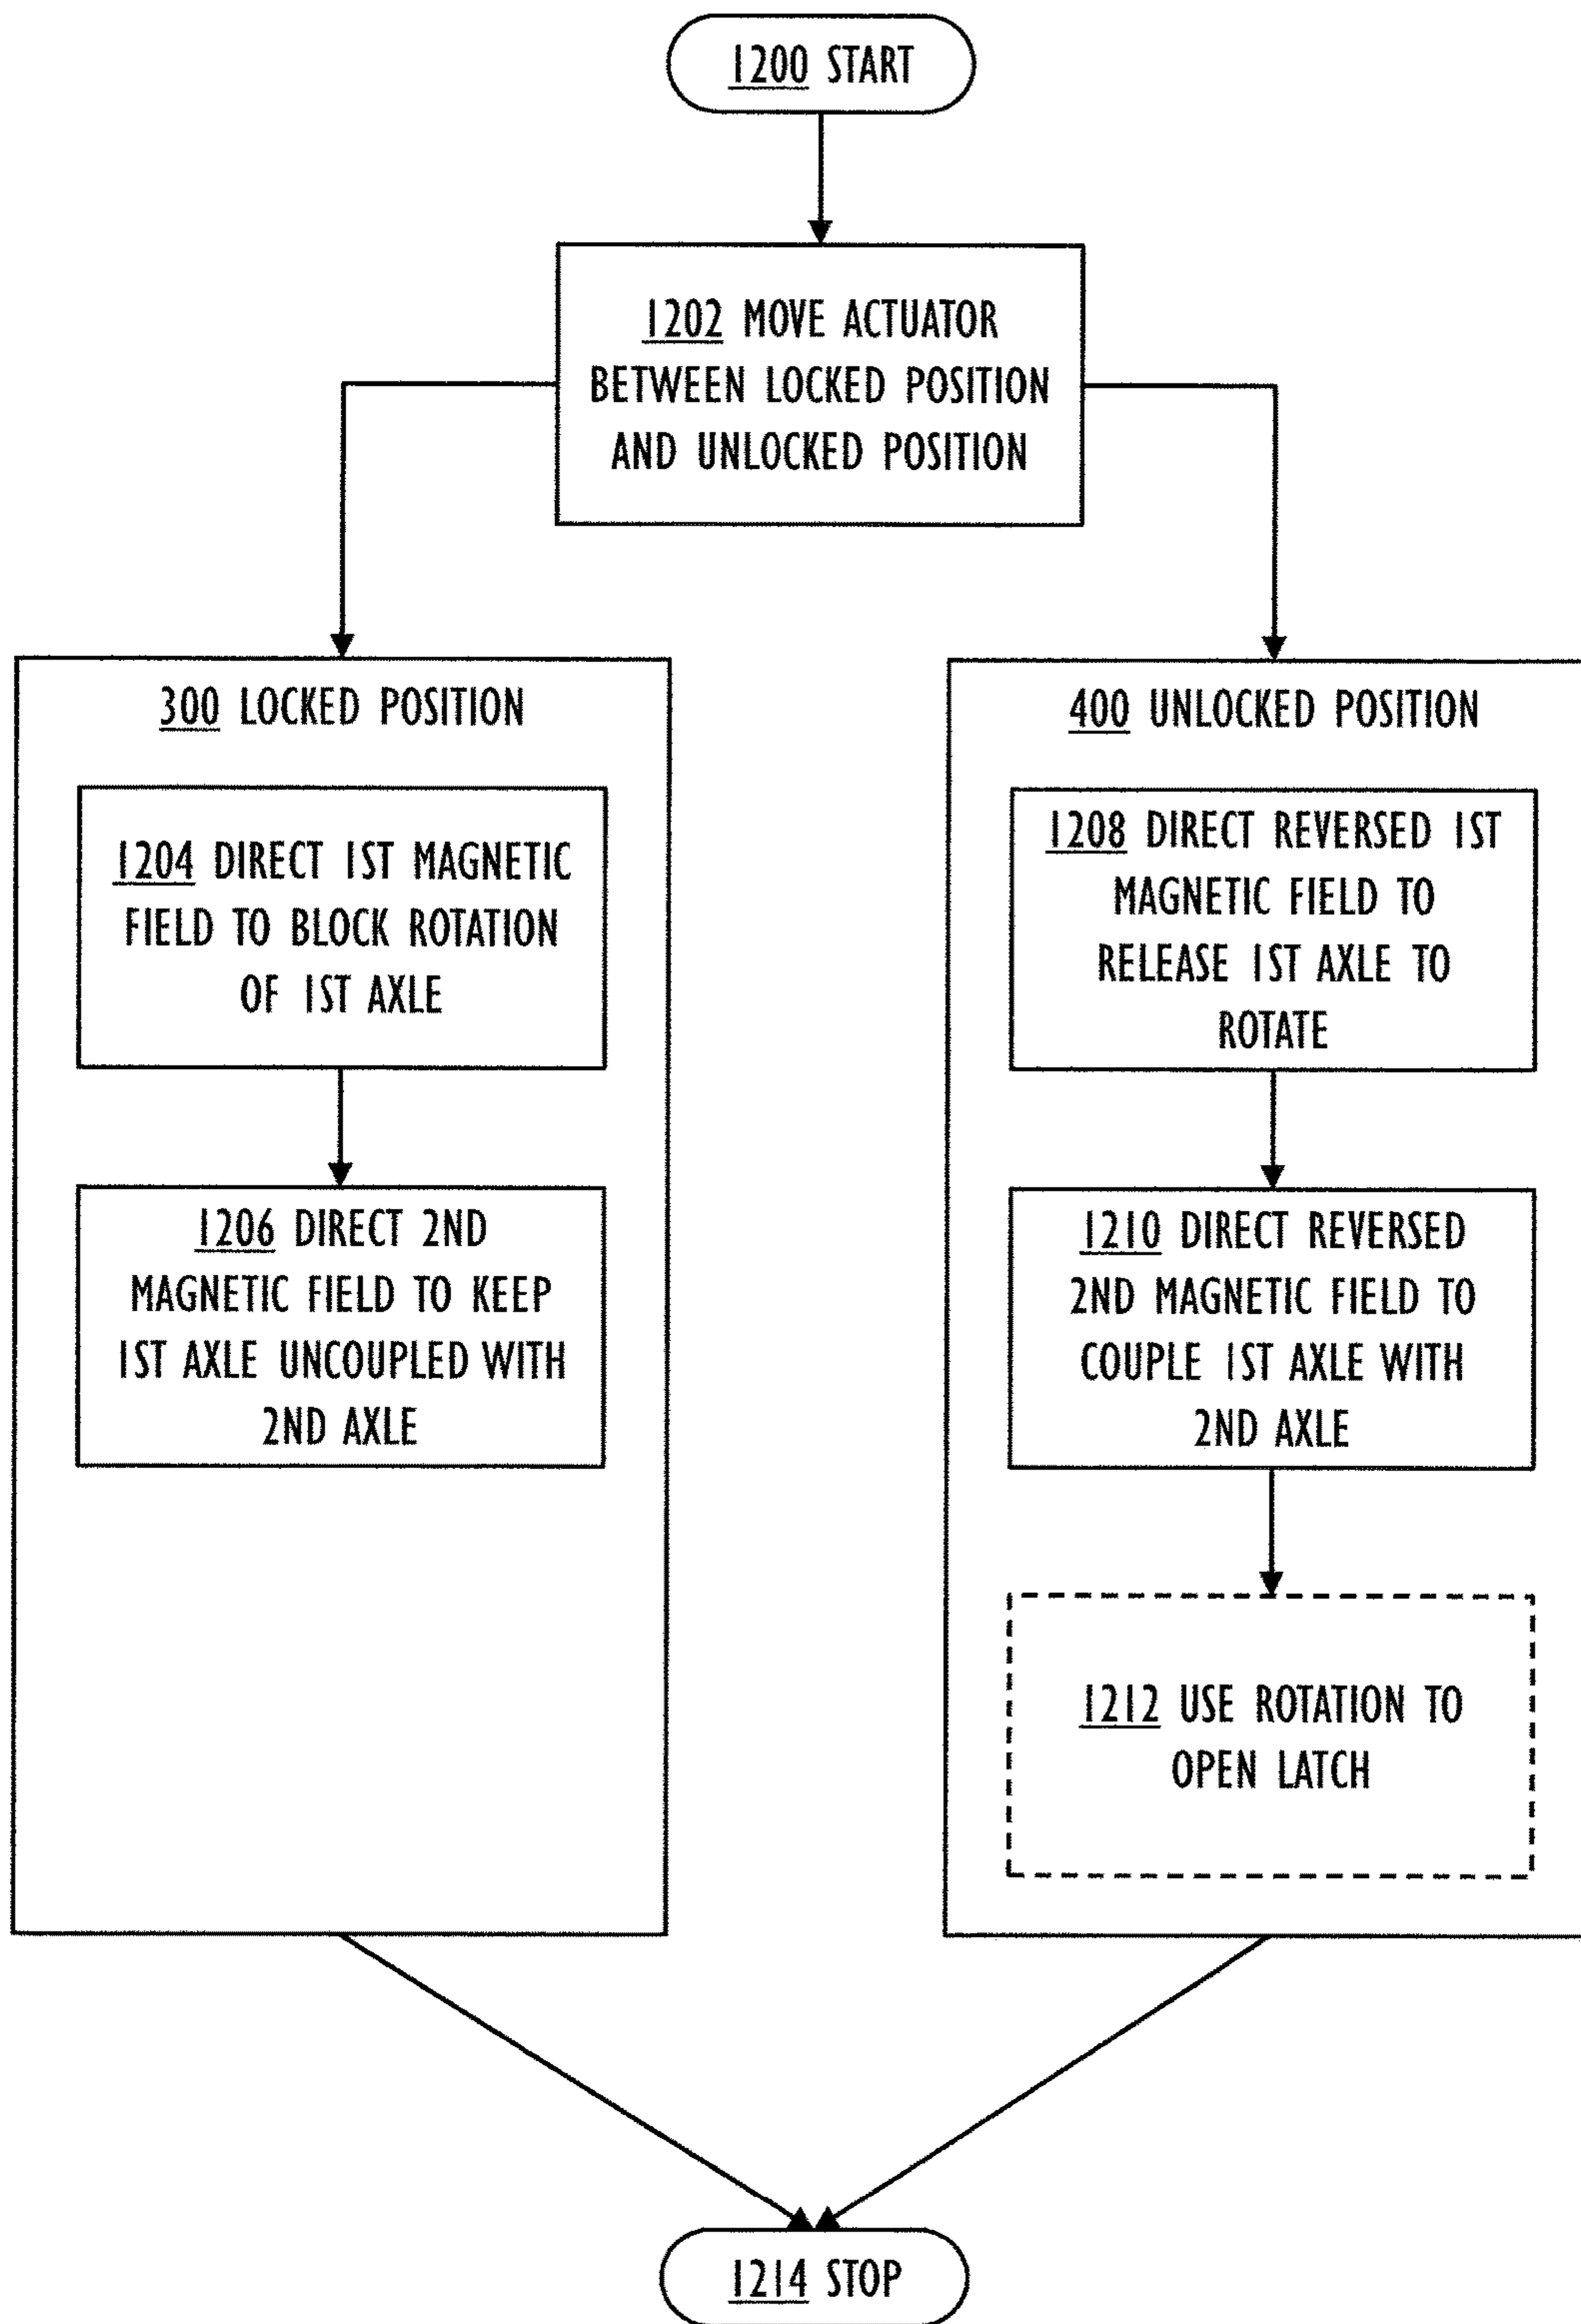 1200 START
1202 MOVE ACTUATOR
BETWEEN LOCKED POSITION
AND UNLOCKED POSITION
300 LOCKED POSITION
1204 DIRECT 1ST MAGNETIC
FIELD TO BLOCK ROTATION
OF 1ST AXLE
1206 DIRECT 2ND
MAGNETIC FIELD TO KEEP
1ST AXLE UNCOUPLED WITH
2ND AXLE
400 UNLOCKED POSITION
1208 DIRECT REVERSED 1ST
MAGNETIC FIELD TO
RELEASE 1ST AXLE TO
ROTATE
1210 DIRECT REVERSED
2ND MAGNETIC FIELD TO
COUPLE 1ST AXLE WITH
2ND AXLE
1212 USE ROTATION TO
OPEN LATCH
1214 STOP